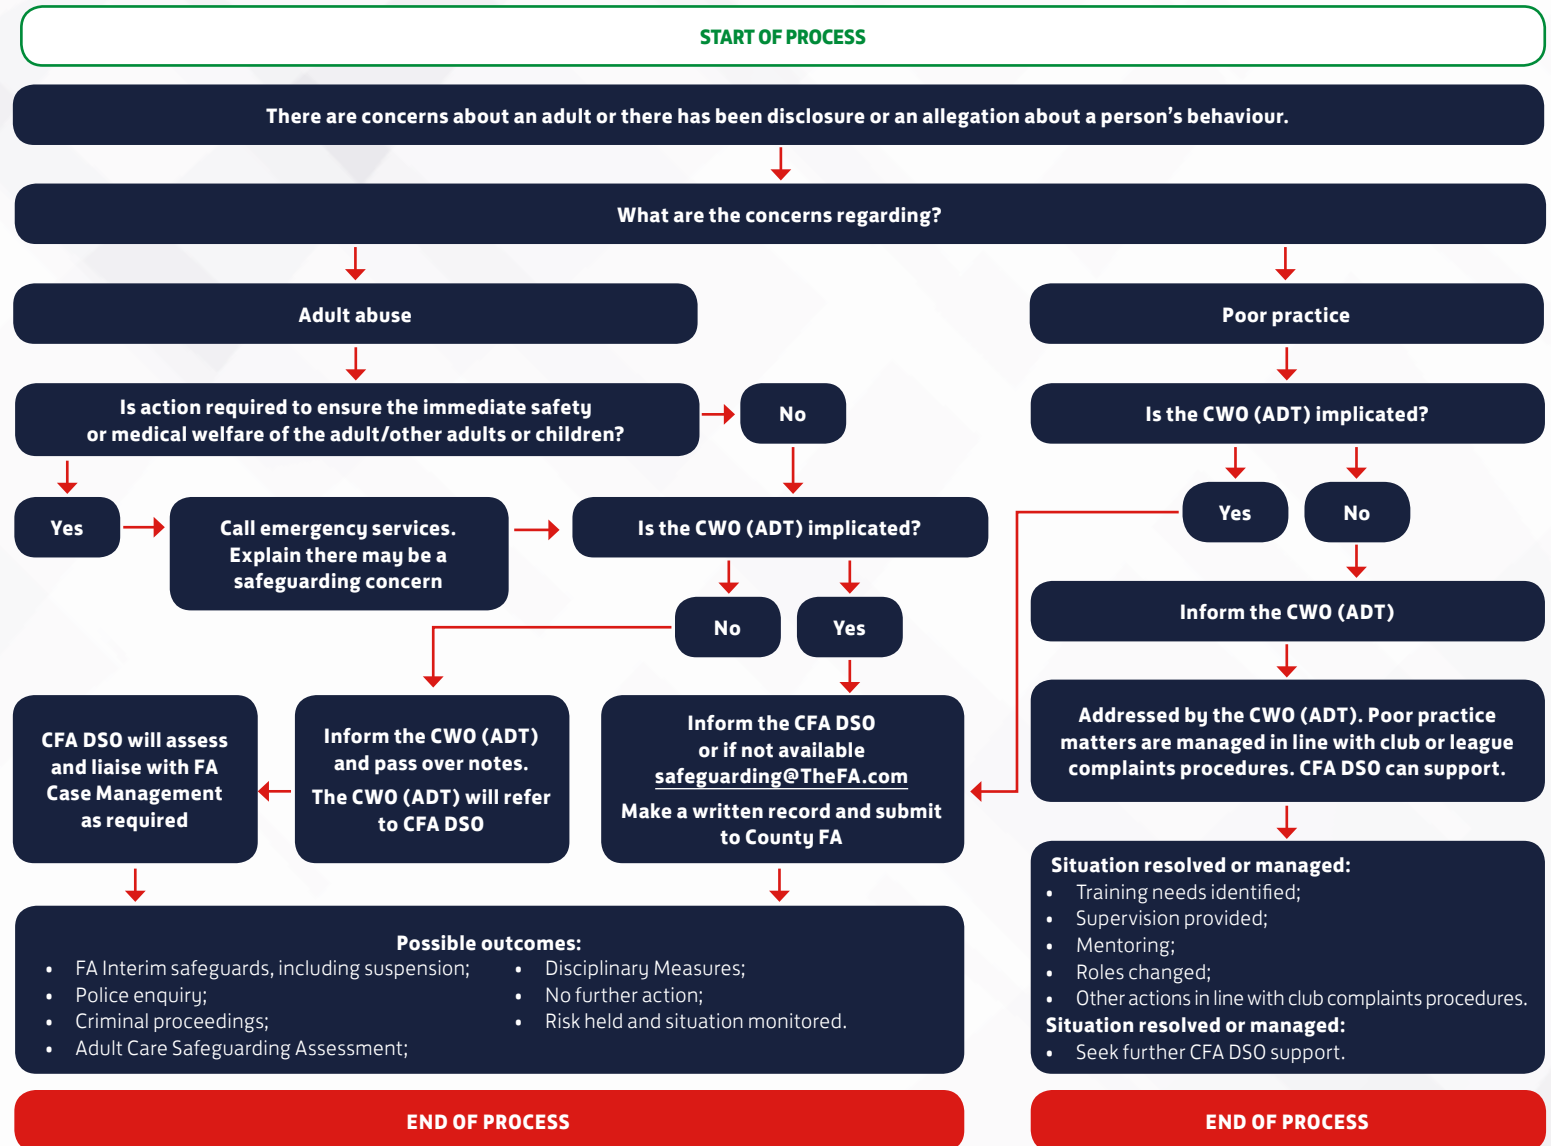 START OF PROCESS
There are concerns about an adult or there has been disclosure or an allegation about a person's behaviour.
What are the concerns regarding?
Adult abuse
Poor practice
Is action required to ensure the immediate safety
or medical welfare of the adult/other adults or children?
No
Is the CWO (ADT) implicated?
Yes
Call emergency services.
Explain there may be a
safeguarding concern
Is the CWO (ADT) implicated?
Yes
No
No
Yes
Inform the CWO (ADT)
CFA DSO will assess
and liaise with FA
Case Management
as required
Inform the CWO (ADT)
and pass over notes.
The CWO (ADT) will refer
to CFA DSO
Inform the CFA DSO
or if not available
safeguarding@TheFA.com
Make a written record and submit
to County FA
Addressed by the CWO (ADT). Poor practice
matters are managed in line with club or league
complaints procedures. CFA DSO can support.
Possible outcomes:
• FA Interim safeguards, including suspension;
• Police enquiry;
• Criminal proceedings;
• Adult Care Safeguarding Assessment;
• Disciplinary Measures;
• No further action;
• Risk held and situation monitored.
Situation resolved or managed:
• Training needs identified;
• Supervision provided;
• Mentoring;
• Roles changed;
• Other actions in line with club complaints procedures.
Situation resolved or managed:
• Seek further CFA DSO support.
END OF PROCESS
END OF PROCESS